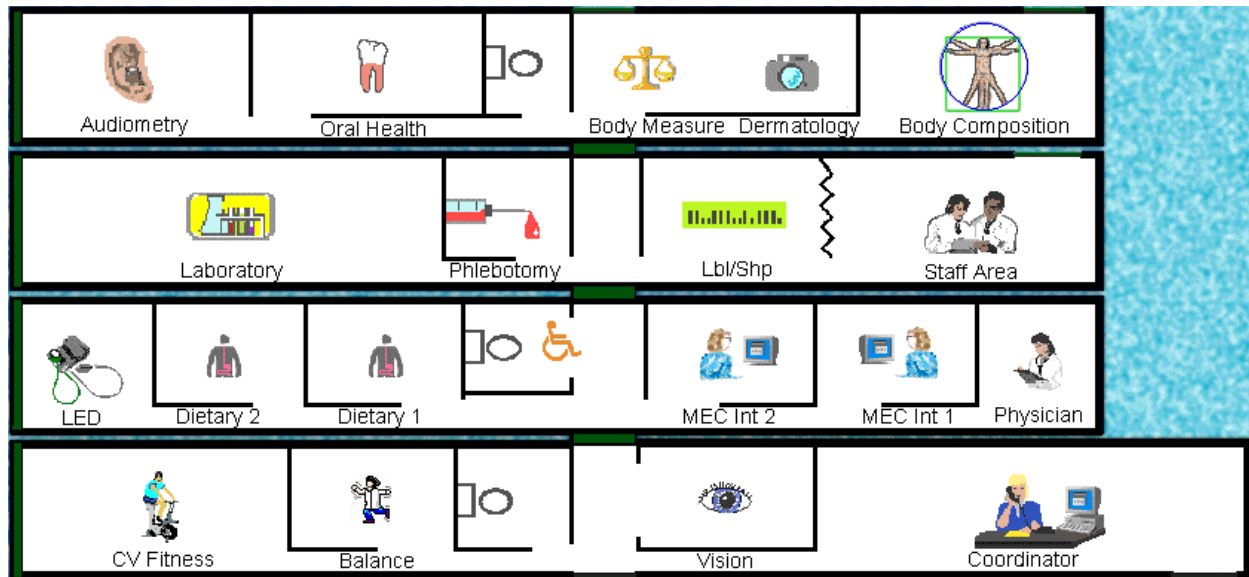 Audiometry
Oral Health
Body Measure
Dermatology
Body Composition
Laboratory
Phlebotomy
Lbl/Shp
Staff Area
LED
Dietary 2
Dietary 1
MEC Int 2
MEC Int 1
Physician
CV Fitness
Balance
Vision
Coordinator